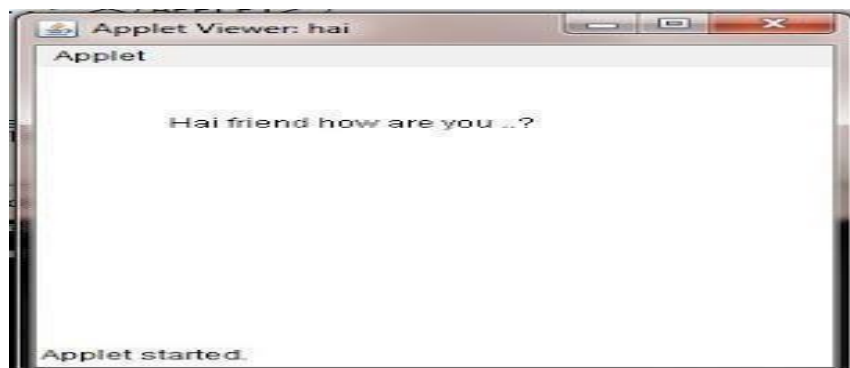 Applet Viewer: hai
Applet
Hai friend how are you ..?
Applet started.